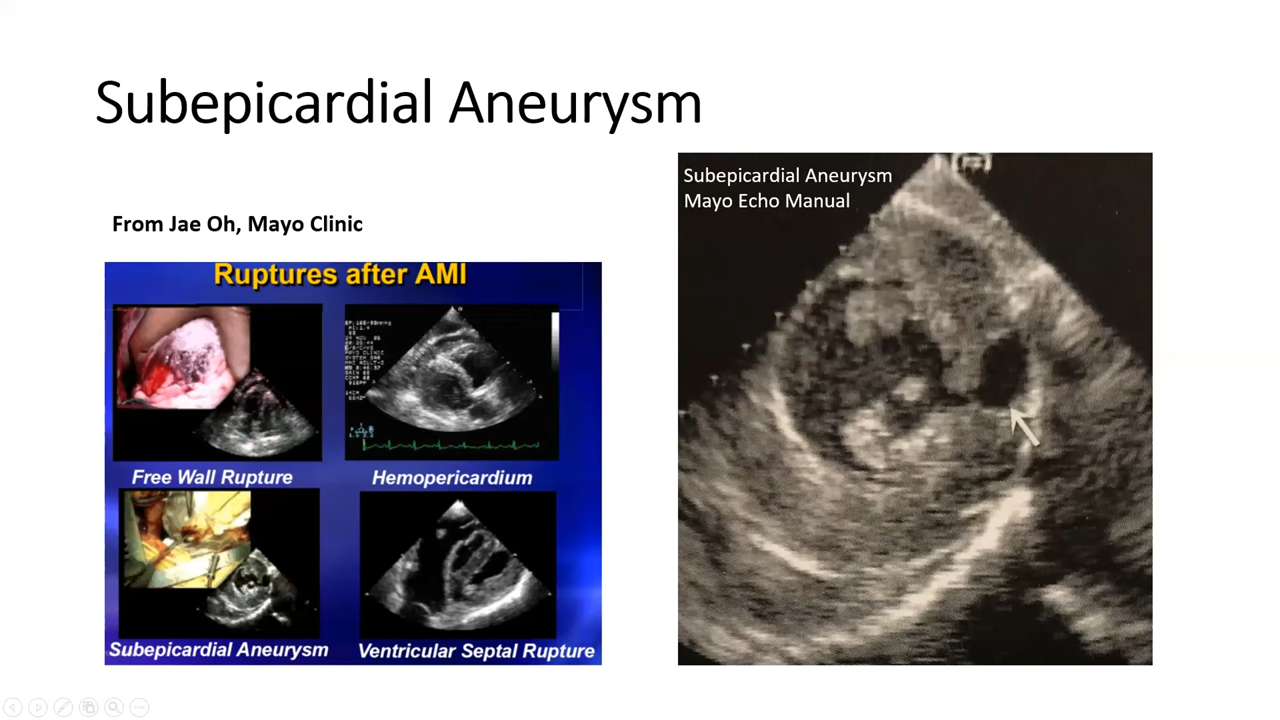 Subepicardial Aneurysm
From Jae Oh, Mayo Clinic
Ruptures after AMI
Free Wall Rupture
Hemopericardium
Subepicardial Aneurysm
Ventricular Septal Rupture
Subepicardial Aneurysm
Mayo Echo Manual